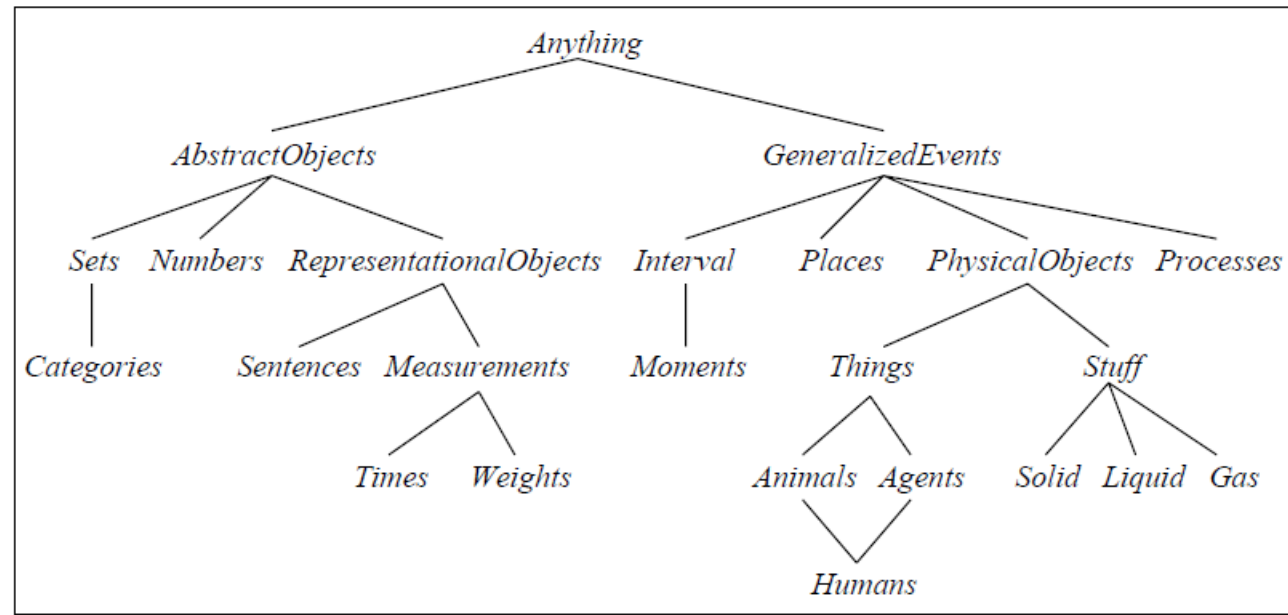 Anything
AbstractObjects GeneralizedEvents
Sets Numbers RepresentationalObjects Interval Places PhysicalObjects Processes
Categories Sentences Measurements Moments Things Stuff
Times Weights Animals Agents Solid Liquid Gas
Humans